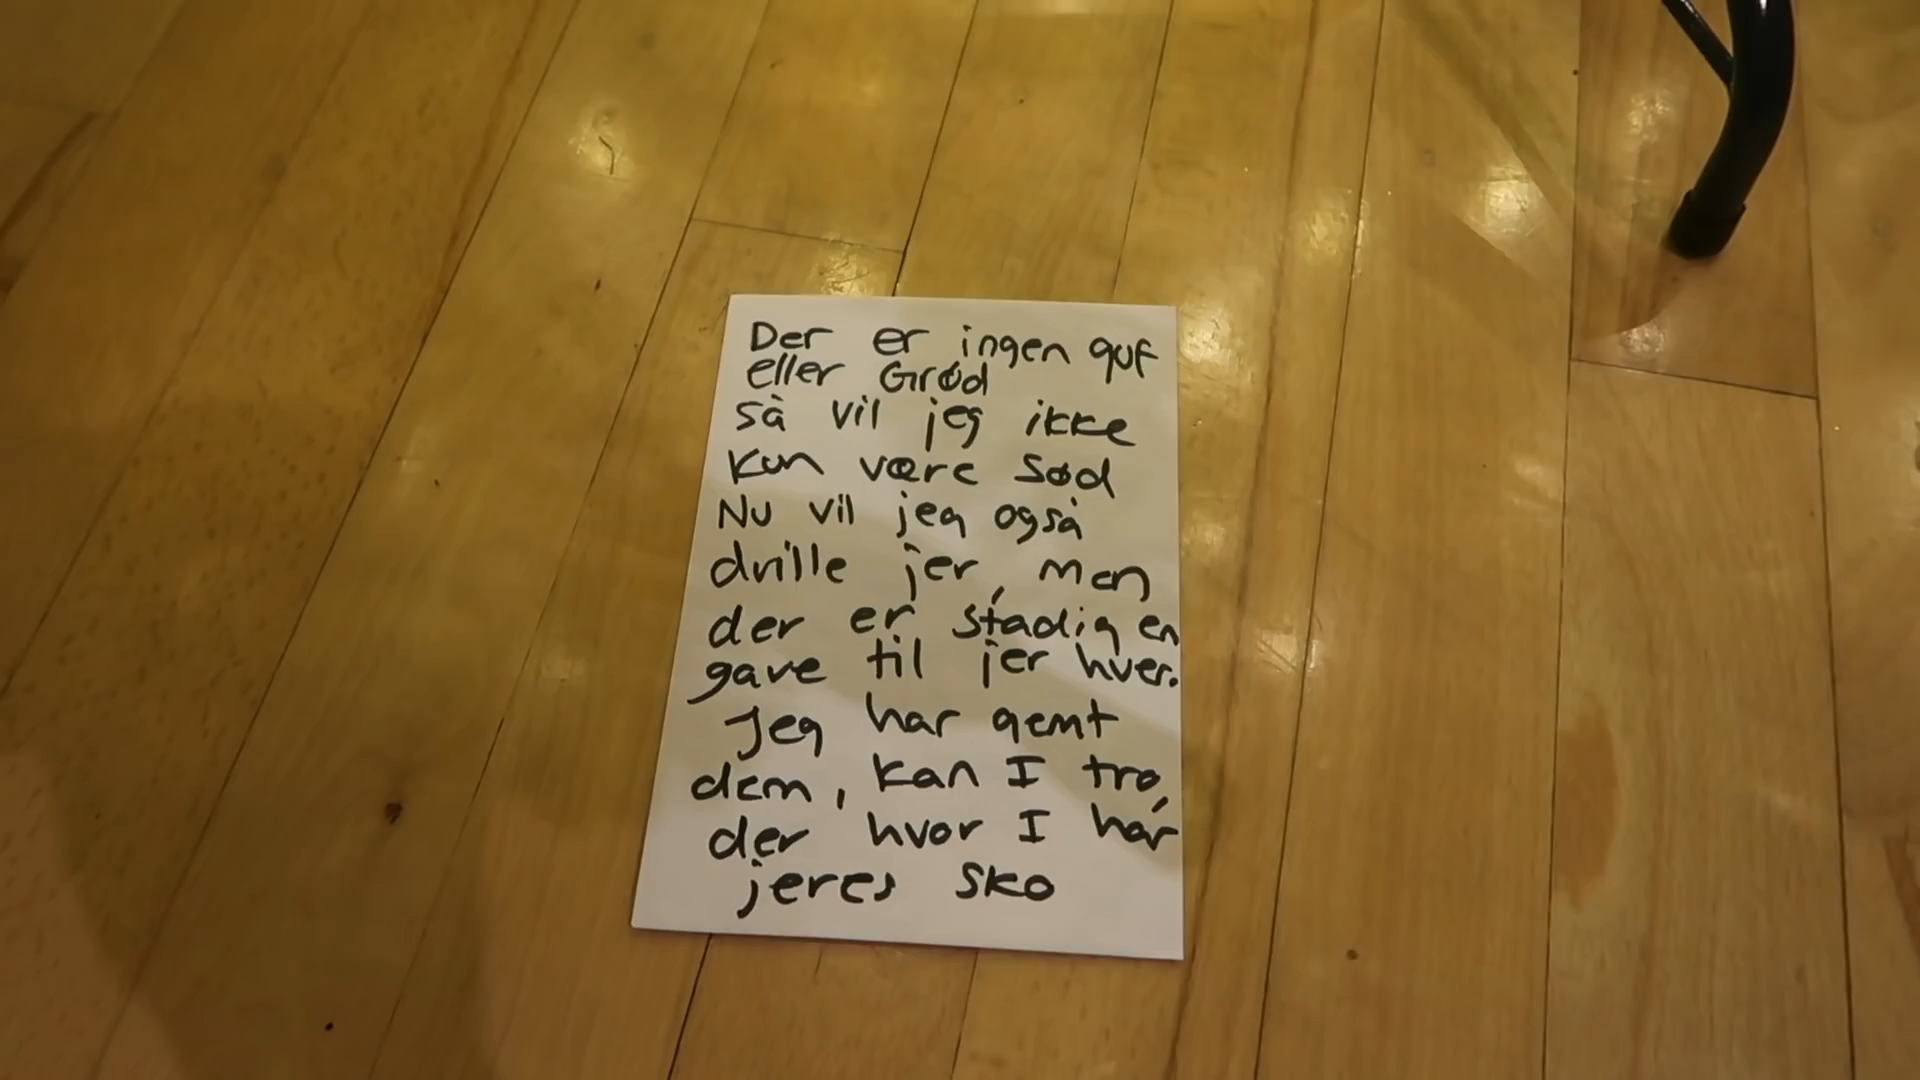 Der er ingen guf
eller Grød
så vil jeg ikke
kun være sød
Nu vil jeg også
drille jer, men
der er stadig en
gave til jer hver.
Jeg har gemt
dem, kan I tro,
der hvor I har
jeres sko